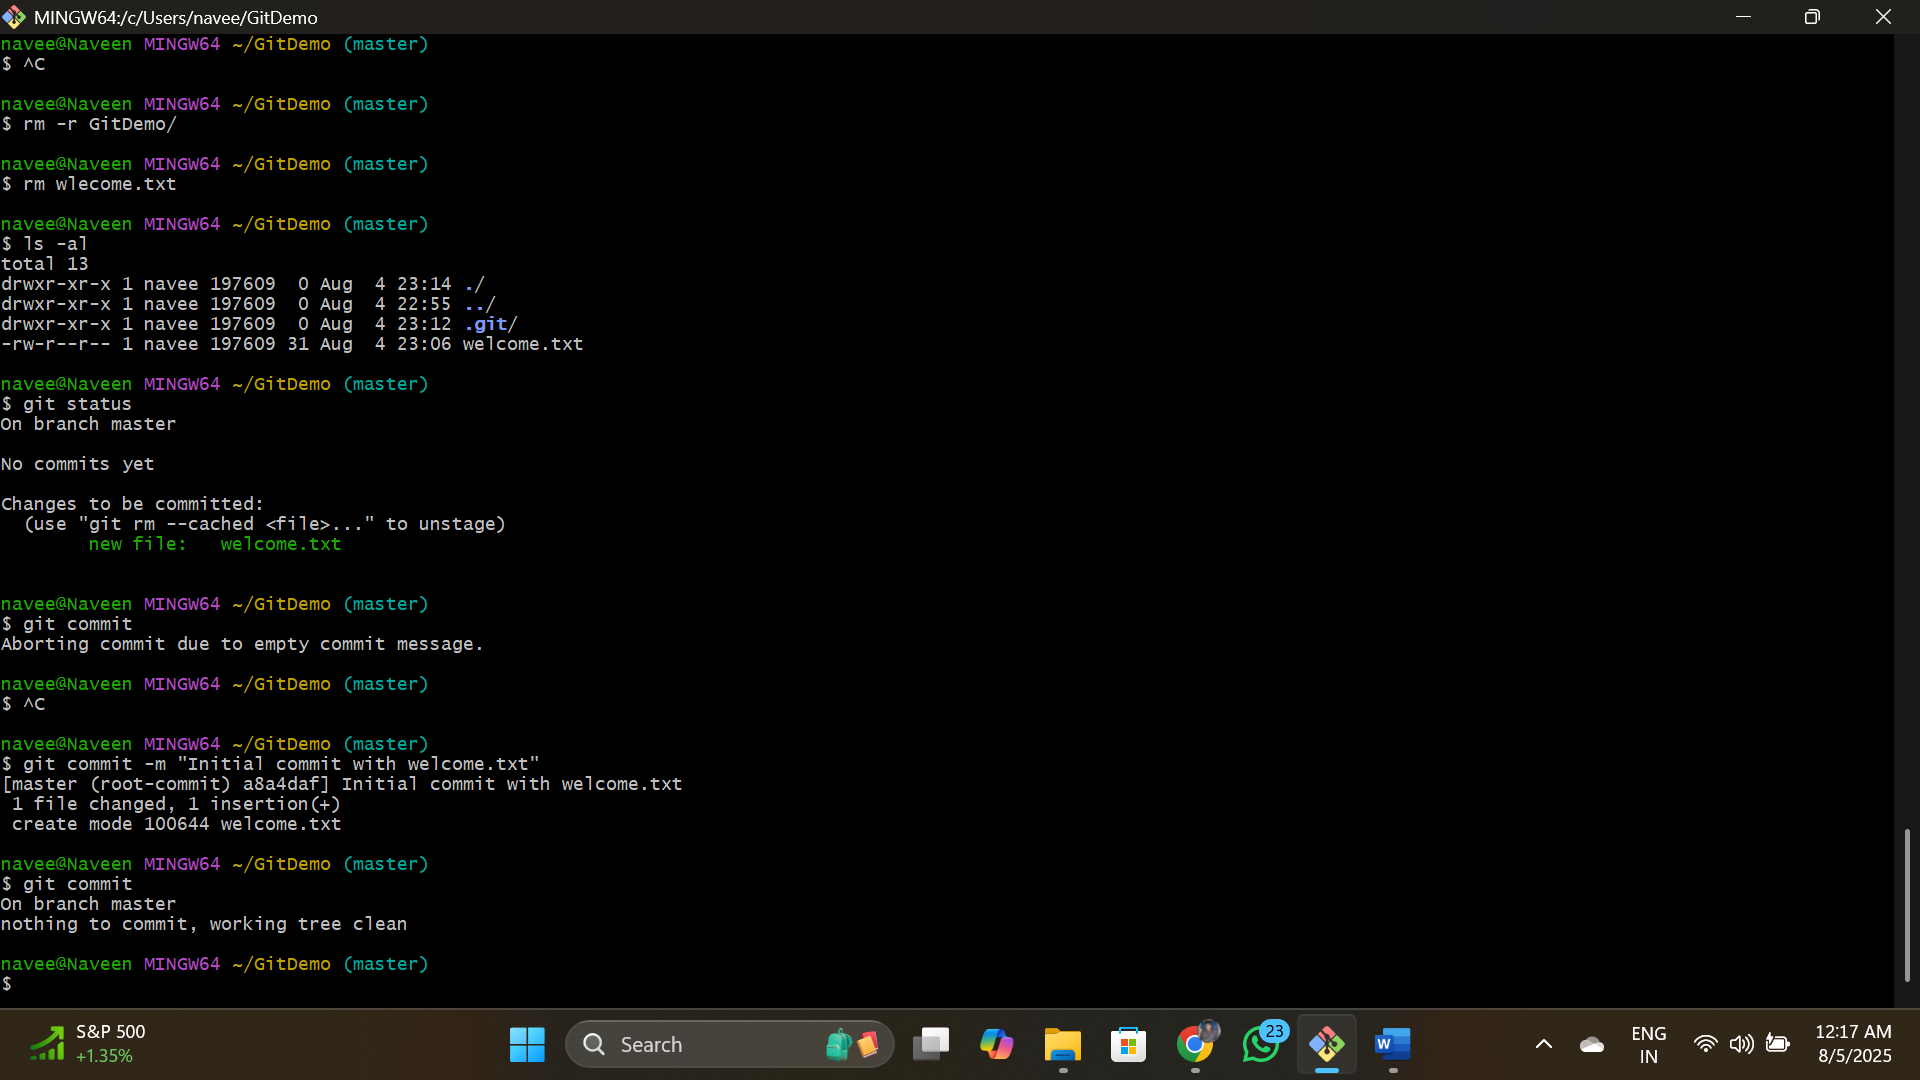 MINGW64:/c/Users/navee/GitDemo
navee@Naveen MINGW64 ~/GitDemo (master)
$ ^C
navee@Naveen MINGW64 ~/GitDemo (master)
$ rm -r GitDemo/
navee@Naveen MINGW64 ~/GitDemo (master)
$ rm wlecome.txt
navee@Naveen MINGW64 ~/GitDemo (master)
$ ls -al
total 13
drwxr-xr-x 1 navee 197609  0 Aug  4 23:14 ./
drwxr-xr-x 1 navee 197609  0 Aug  4 22:55 ../
drwxr-xr-x 1 navee 197609  0 Aug  4 23:12 .git/
-rw-r--r-- 1 navee 197609 31 Aug  4 23:06 welcome.txt
navee@Naveen MINGW64 ~/GitDemo (master)
$ git status
On branch master
No commits yet
Changes to be committed:
  (use "git rm --cached <file>..." to unstage)
        new file:   welcome.txt
navee@Naveen MINGW64 ~/GitDemo (master)
$ git commit
Aborting commit due to empty commit message.
navee@Naveen MINGW64 ~/GitDemo (master)
$ ^C
navee@Naveen MINGW64 ~/GitDemo (master)
$ git commit -m "Initial commit with welcome.txt"
[master (root-commit) a8a4daf] Initial commit with welcome.txt
 1 file changed, 1 insertion(+)
 create mode 100644 welcome.txt
navee@Naveen MINGW64 ~/GitDemo (master)
$ git commit
On branch master
nothing to commit, working tree clean
navee@Naveen MINGW64 ~/GitDemo (master)
$
S&P 500
+1.35%
Search
23
W
ENG
IN
12:17 AM
8/5/2025